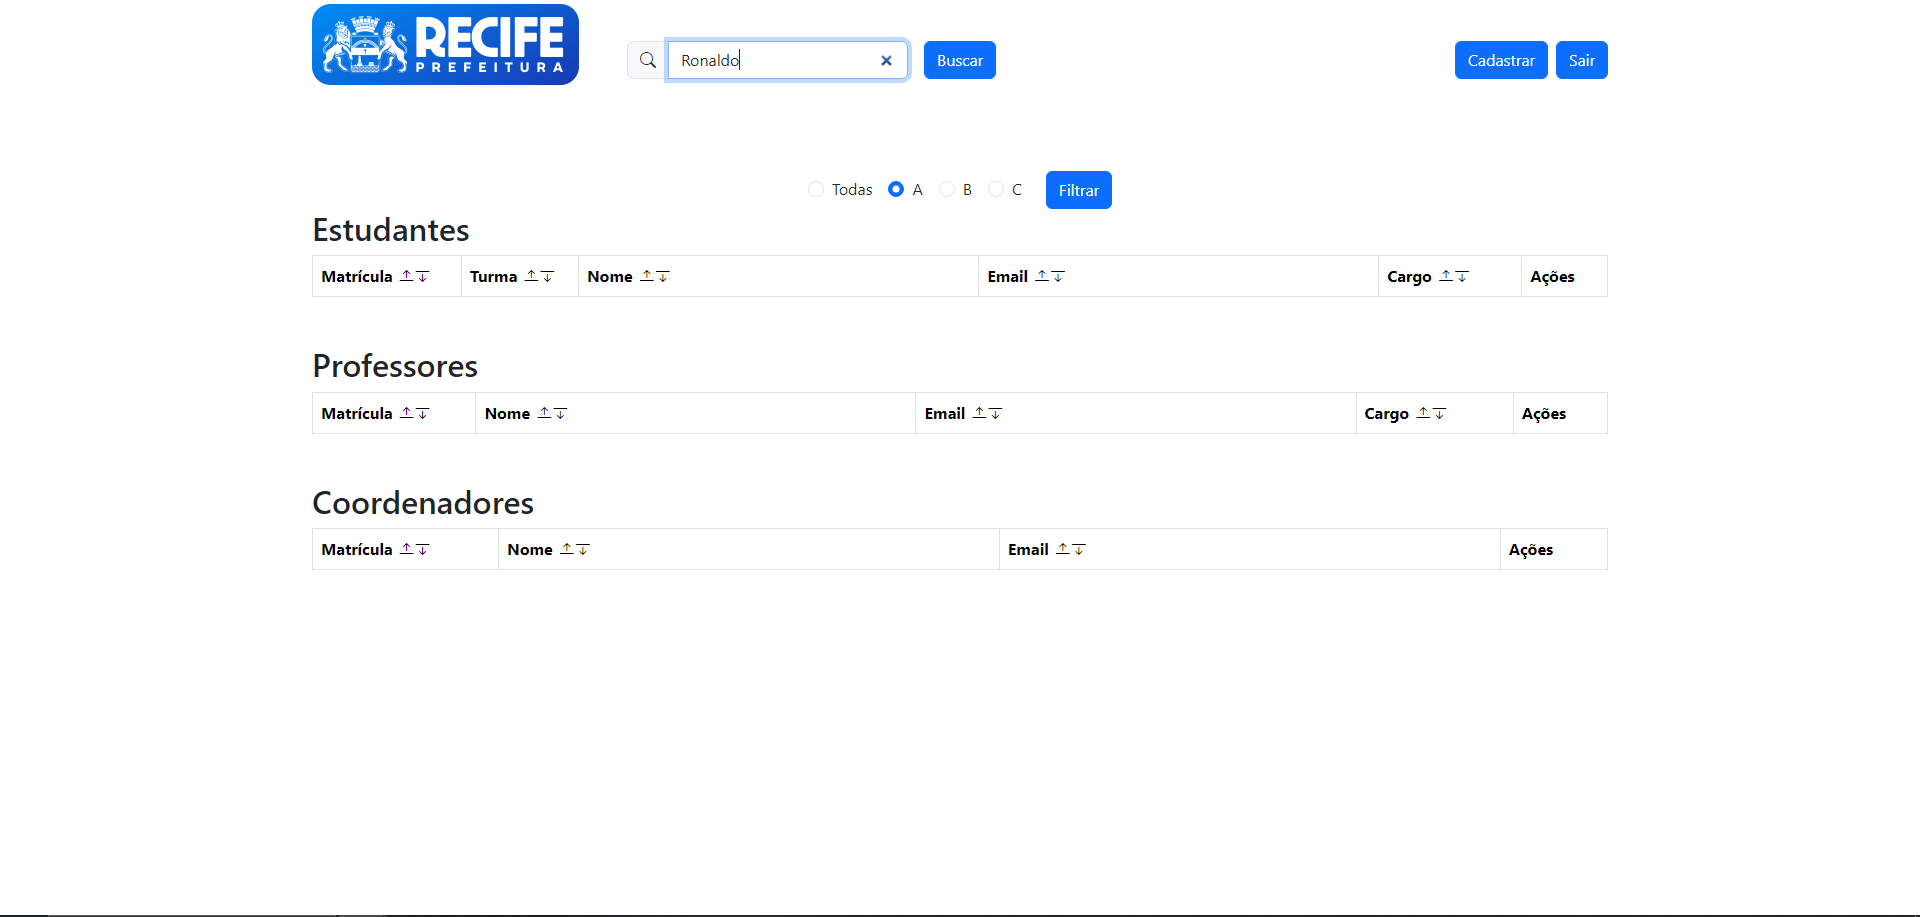 RECIFE
PREFEITURA
Ronaldo
Buscar
Cadastrar
Sair
Todas A B C Filtrar
Estudantes
Matrícula Turma Nome Email Cargo Ações
Professores
Matrícula Nome Email Cargo Ações
Coordenadores
Matrícula Nome Email Ações